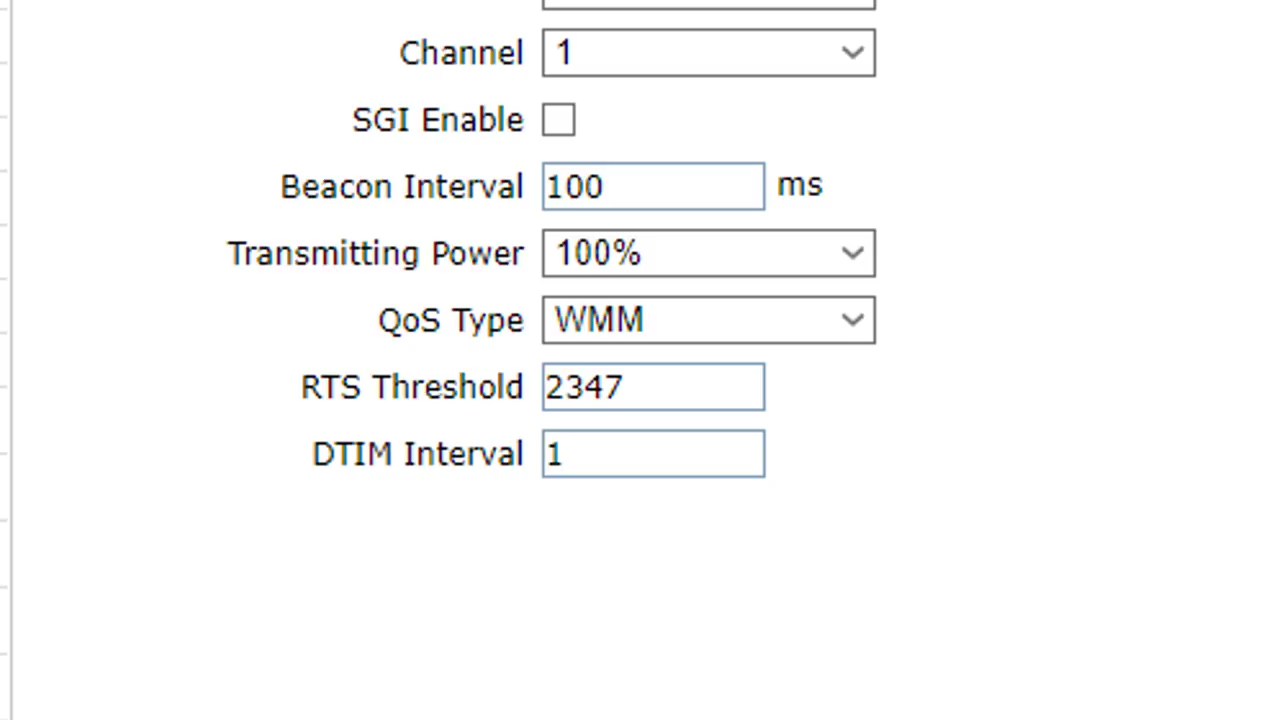 Channel 1
SGI Enable
Beacon Interval 100 ms
Transmitting Power 100%
QoS Type WMM
RTS Threshold 2347
DTIM Interval 1